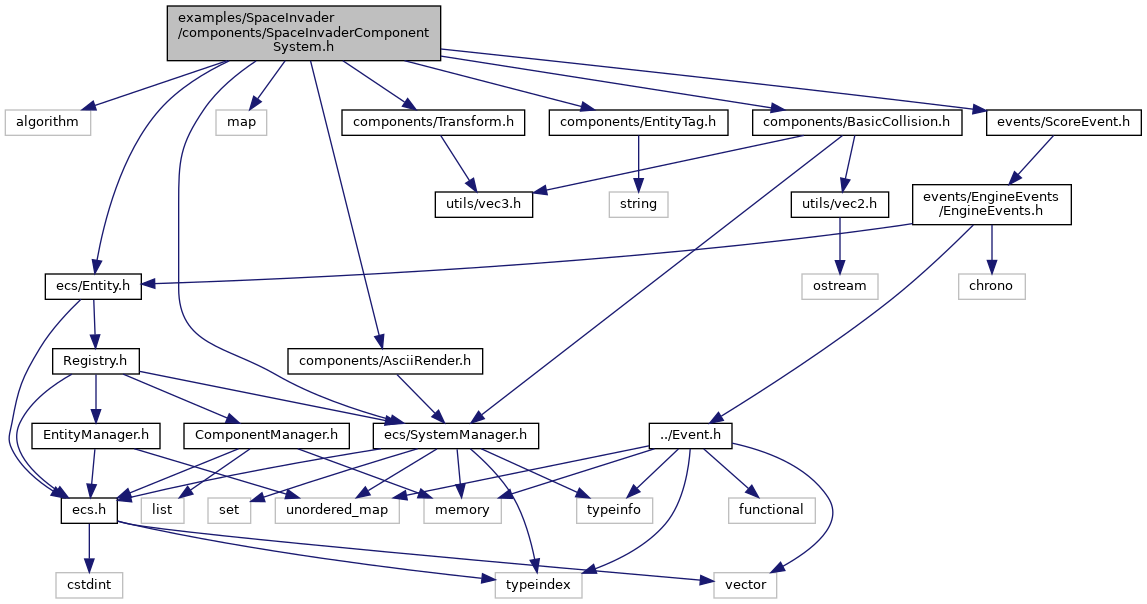 examples/SpaceInvader
/components/SpaceInvaderComponent
System.h
algorithm
map
components/Transform.h
components/EntityTag.h
components/BasicCollision.h
events/ScoreEvent.h
utils/vec3.h
string
utils/vec2.h
events/EngineEvents
/EngineEvents.h
ecs/Entity.h
ostream
chrono
Registry.h
components/AsciiRender.h
EntityManager.h
ComponentManager.h
ecs/SystemManager.h
../Event.h
ecs.h
list
set
unordered_map
memory
typeinfo
functional
cstdint
typeindex
vector